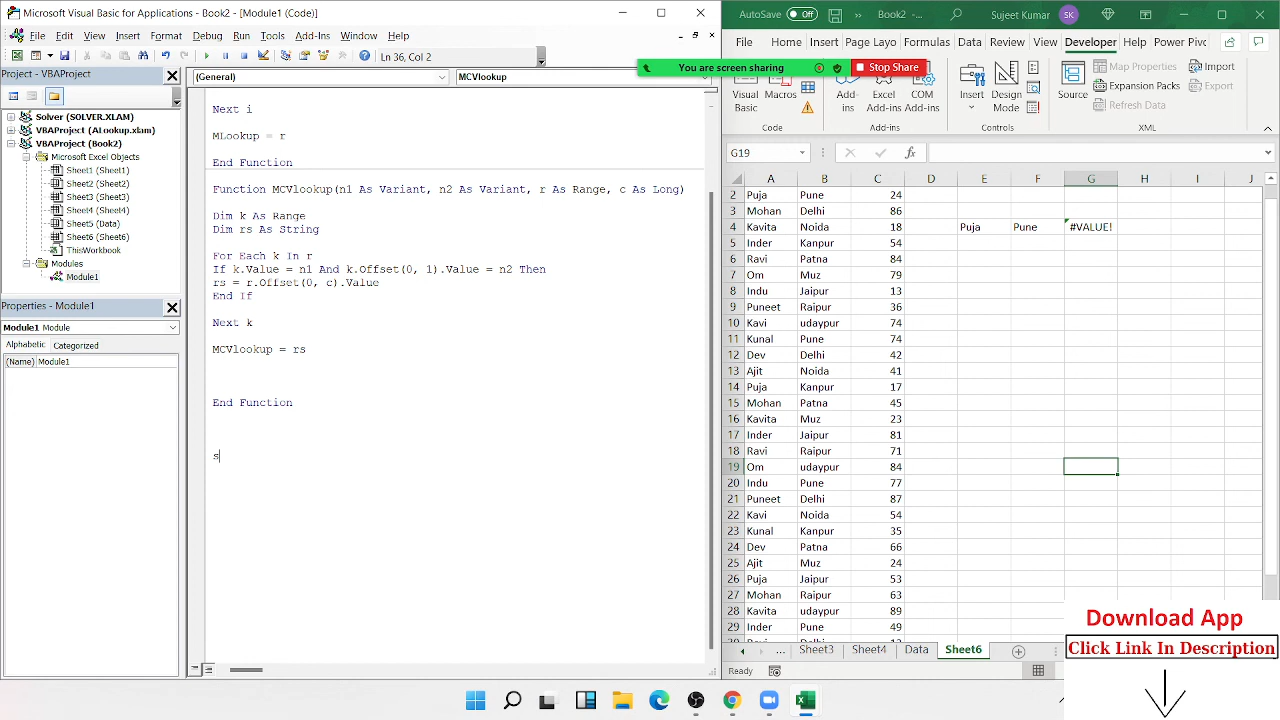 Microsoft Visual Basic for Applications - Book2 - [Module1 (Code)]
File Edit View Insert Format Debug Run Tools Add-Ins Window Help
Ln 36, Col 2
Project - VBAProject
Solver (SOLVER.XLAM)
VBAProject (ALookup.xlam)
VBAProject (Book2)
Microsoft Excel Objects
Sheet1 (Sheet1)
Sheet2 (Sheet2)
Sheet3 (Sheet3)
Sheet4 (Sheet4)
Sheet5 (Data)
Sheet6 (Sheet6)
ThisWorkbook
Modules
Module1
Properties - Module1
Module1 Module
Alphabetic Categorized
(Name) Module1
(General) MCVlookup
Next i
MLookup = r
End Function
Function MCVlookup(n1 As Variant, n2 As Variant, r As Range, c As Long)
Dim k As Range
Dim rs As String
For Each k In r
If k.Value = n1 And k.Offset(0, 1).Value = n2 Then
rs = r.Offset(0, c).Value
End If
Next k
MCVlookup = rs
End Function
s
You are screen sharing Stop Share
AutoSave Off Book2 - ... Sujeet Kumar SK
File Home Insert Page Layo Formulas Data Review View Developer Help Power Piv
Visual Basic
Macros
Code
Add-ins
Excel Add-ins
COM Add-ins
Add-ins
Insert
Design Mode
Controls
Source
Map Properties
Expansion Packs
Refresh Data
Import
Export
XML
G19 fx
A B C D E F G H I J
2 Puja Pune 24
3 Mohan Delhi 86
4 Kavita Noida 18 Puja Pune #VALUE!
5 Inder Kanpur 54
6 Ravi Patna 84
7 Om Muz 79
8 Indu Jaipur 13
9 Puneet Raipur 36
10 Kavi udaypur 74
11 Kunal Pune 74
12 Dev Delhi 42
13 Ajit Noida 41
14 Puja Kanpur 17
15 Mohan Patna 45
16 Kavita Muz 23
17 Inder Jaipur 81
18 Ravi Raipur 71
19 Om udaypur 84
20 Indu Pune 77
21 Puneet Delhi 87
22 Kavi Noida 54
23 Kunal Kanpur 35
24 Dev Patna 66
25 Ajit Muz 24
26 Puja Jaipur 53
27 Mohan Raipur 63
28 Kavita udaypur 89
29 Inder Pune 49
... Sheet3 Sheet4 Data Sheet6
Ready
Download App
Click Link In Description